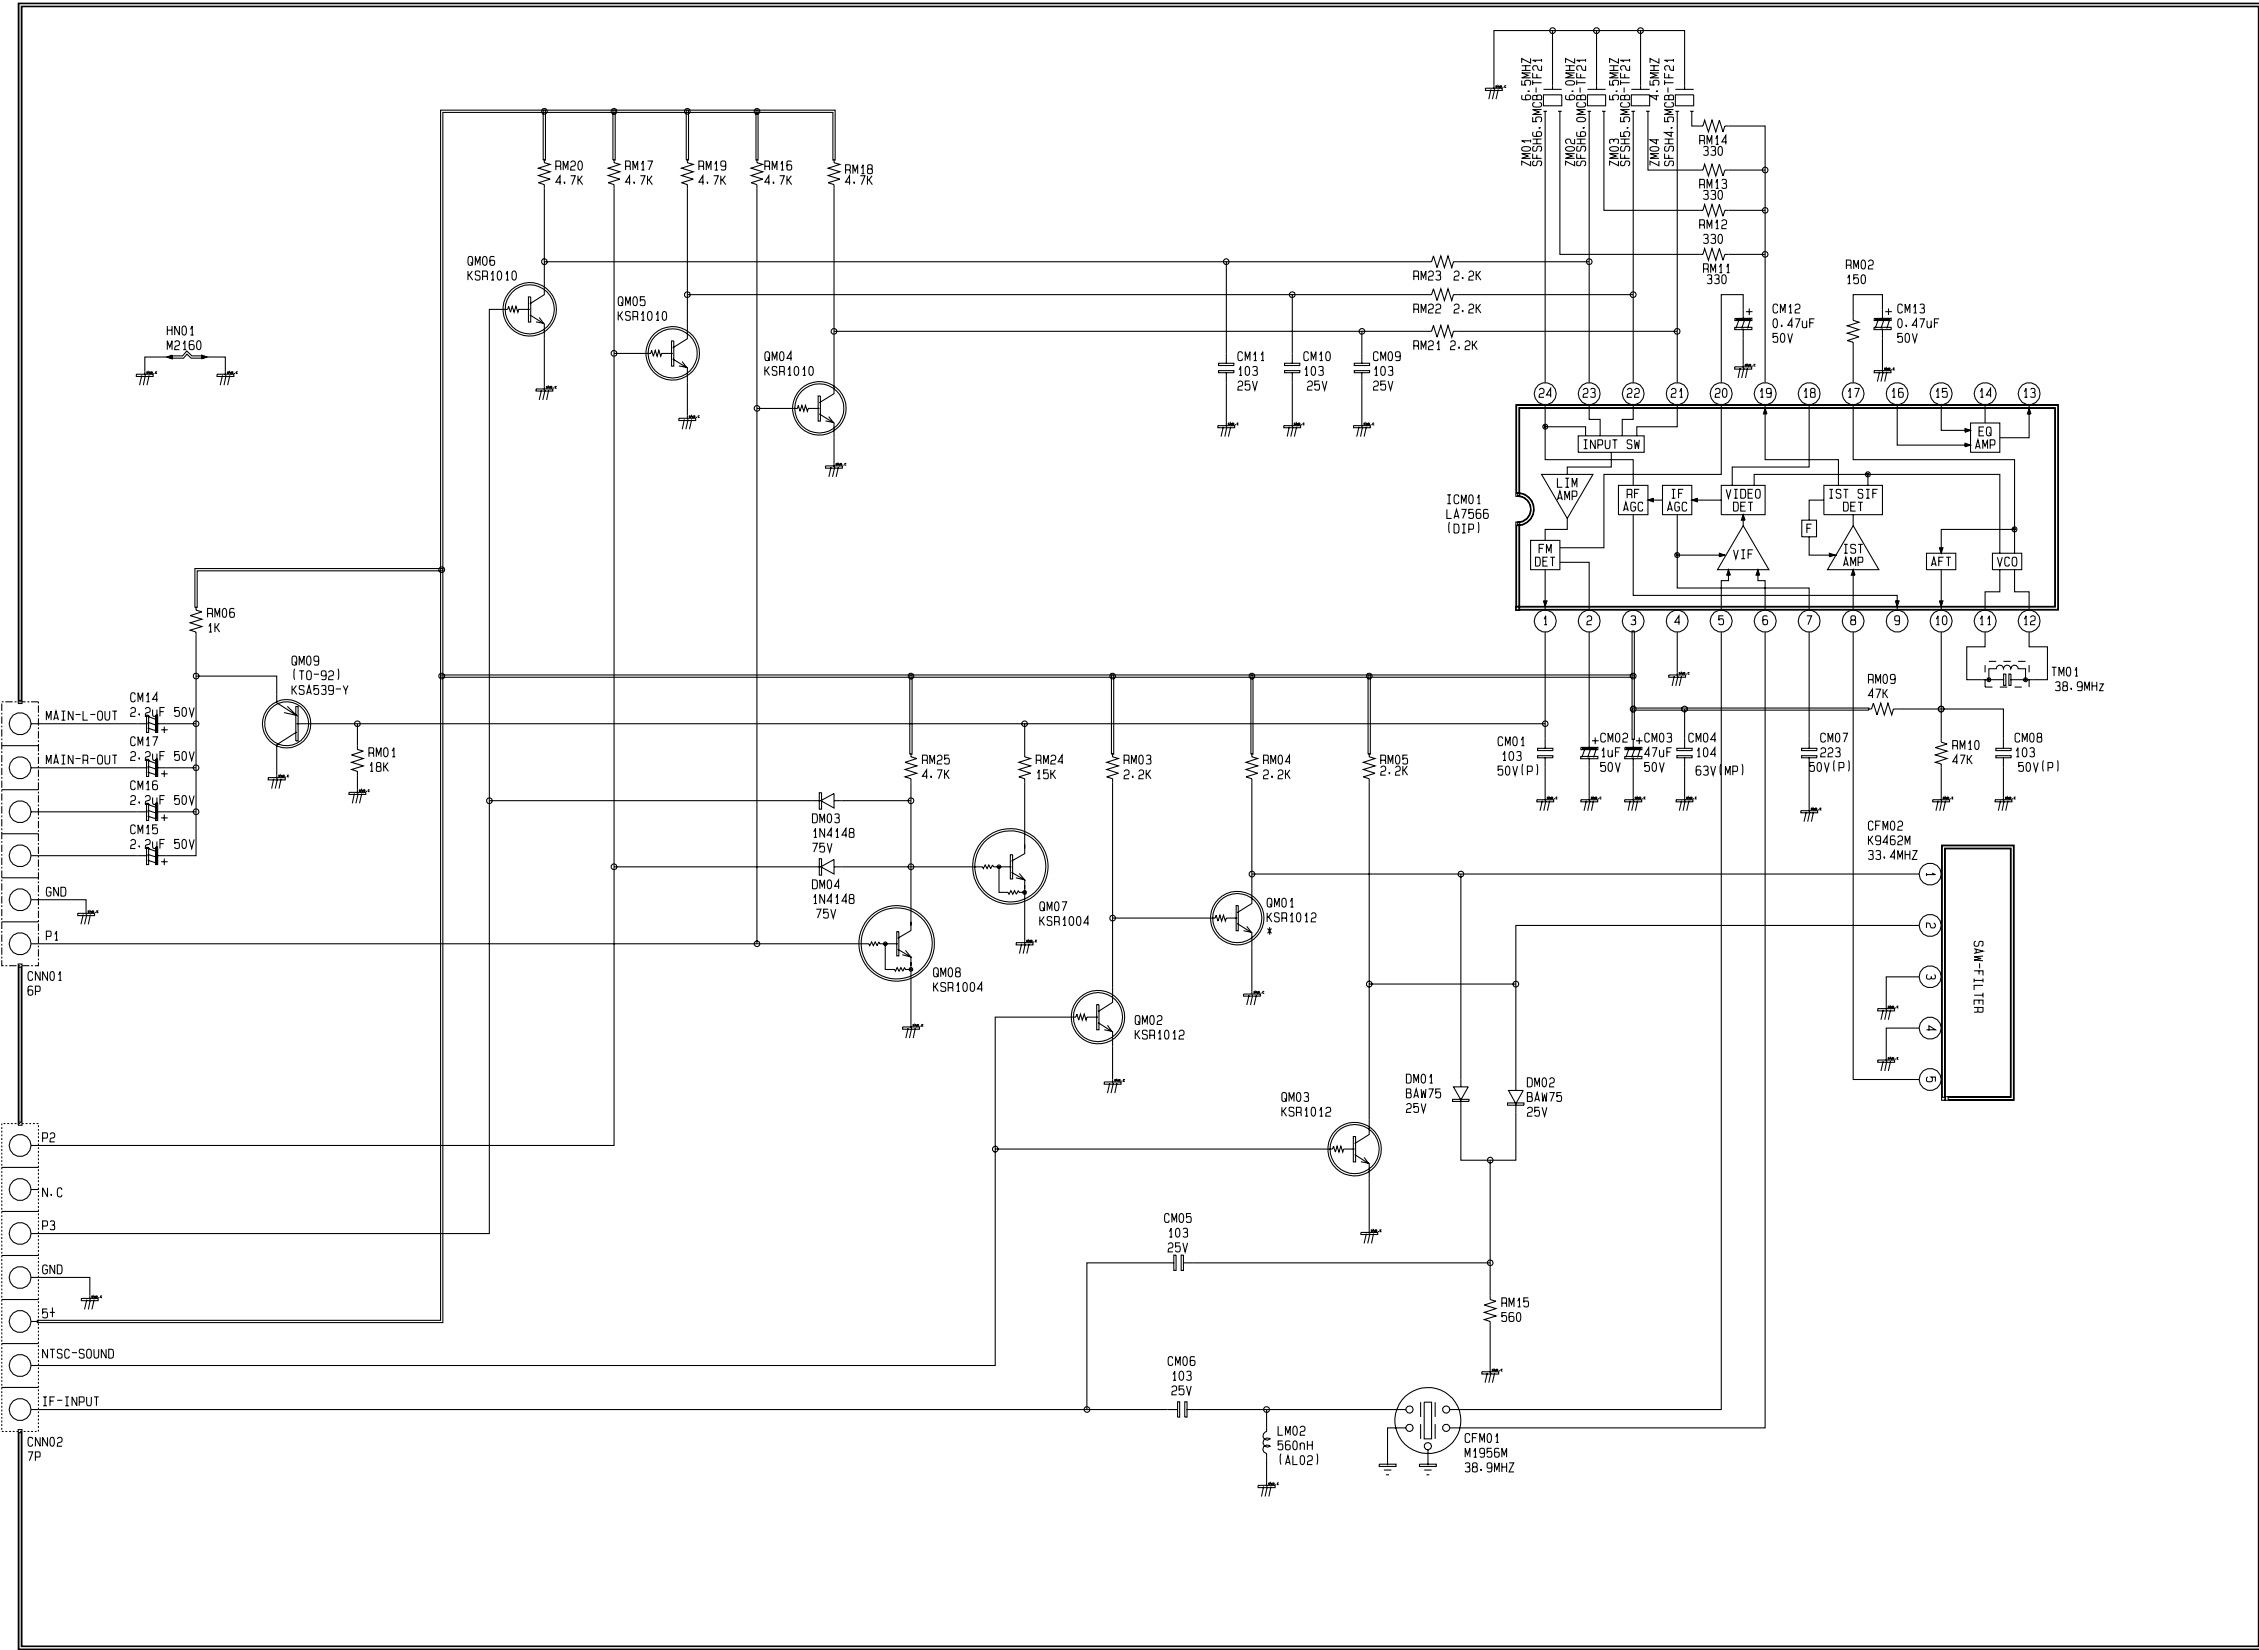 ZM01
SFSH6.5MCB-TF21
6.5MHZ
ZM02
SFSH6.0MCB-TF21
6.0MHZ
ZM03
SFSH5.5MCB-TF21
5.5MHZ
ZM04
SFSH4.5MCB-TF21
4.5MHZ
RM14
330
RM13
330
RM12
330
RM11
330
RM20
4.7K
RM17
4.7K
RM19
4.7K
RM16
4.7K
RM18
4.7K
QM06
KSR1010
QM05
KSR1010
QM04
KSR1010
RM23 2.2K
RM22 2.2K
RM21 2.2K
RM02
150
CM12
0.47uF
50V
CM13
0.47uF
50V
HN01
M2160
CM11
103
25V
CM10
103
25V
CM09
103
25V
24 23 22 21 20 19 18 17 16 15 14 13
INPUT SW
EQ
AMP
LIM
AMP
RF
AGC
IF
AGC
VIDEO
DET
IST SIF
DET
F
FM
DET
VIF
IST
AMP
AFT
VCO
ICM01
LA7566
(DIP)
1 2 3 4 5 6 7 8 9 10 11 12
TM01
38.9MHz
RM06
1K
QM09
(TO-92)
KSA539-Y
CM14
2.2uF 50V
MAIN-L-OUT
CM17
2.2uF 50V
MAIN-R-OUT
CM16
2.2uF 50V
CM15
2.2uF 50V
GND
P1
CNN01
6P
RM01
18K
RM25
4.7K
RM24
15K
RM03
2.2K
RM04
2.2K
RM05
2.2K
CM01
103
50V(P)
CM02
1uF
50V
CM03
47uF
50V
CM04
104
63V(MP)
RM09
47K
CM07
223
50V(P)
RM10
47K
CM08
103
50V(P)
DM03
1N4148
75V
DM04
1N4148
75V
QM07
KSR1004
QM08
KSR1004
QM01
KSR1012
*
QM02
KSR1012
QM03
KSR1012
CFM02
K9462M
33.4MHZ
1
2
3
4
5
SAW-FILTER
DM01
BAW75
25V
DM02
BAW75
25V
P2
N.C
P3
GND
5+
NTSC-SOUND
IF-INPUT
CNN02
7P
CM05
103
25V
RM15
560
CM06
103
25V
LM02
560nH
(AL02)
CFM01
M1956M
38.9MHZ